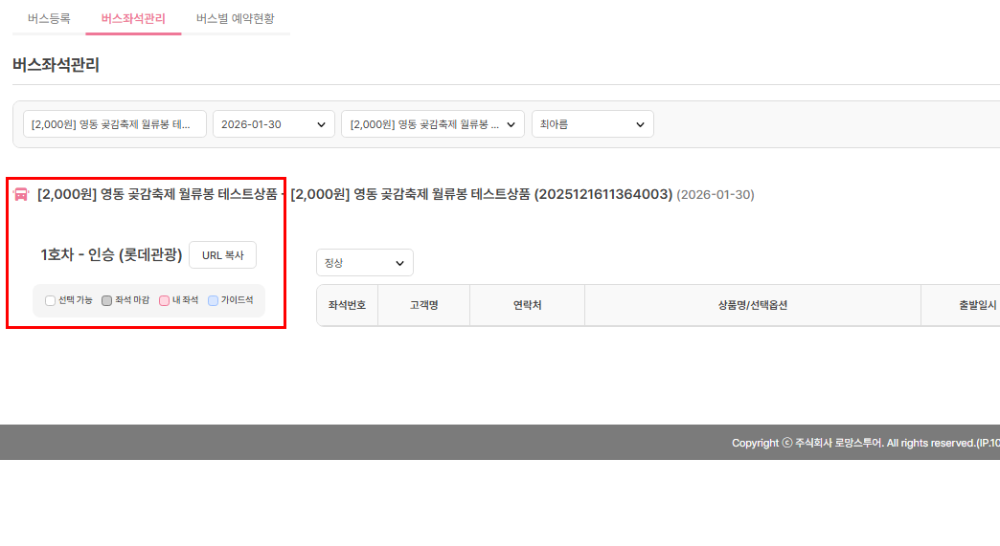 버스등록 버스좌석관리 버스별 예약현황
버스좌석관리
[2,000원] 영동 곶감축제 월류봉 테... 2026-01-30 [2,000원] 영동 곶감축제 월류봉 ... 최아름
[2,000원] 영동 곶감축제 월류봉 테스트상품 - [2,000원] 영동 곶감축제 월류봉 테스트상품 (2025121611364003) (2026-01-30)
1호차 - 인승 (롯데관광) URL 복사
정상
선택 가능 좌석 마감 내 좌석 가이드석
좌석번호 고객명 연락처 상품명/선택옵션 출발일시
Copyright ⓒ 주식회사 로망스투어. All rights reserved.(IP.10